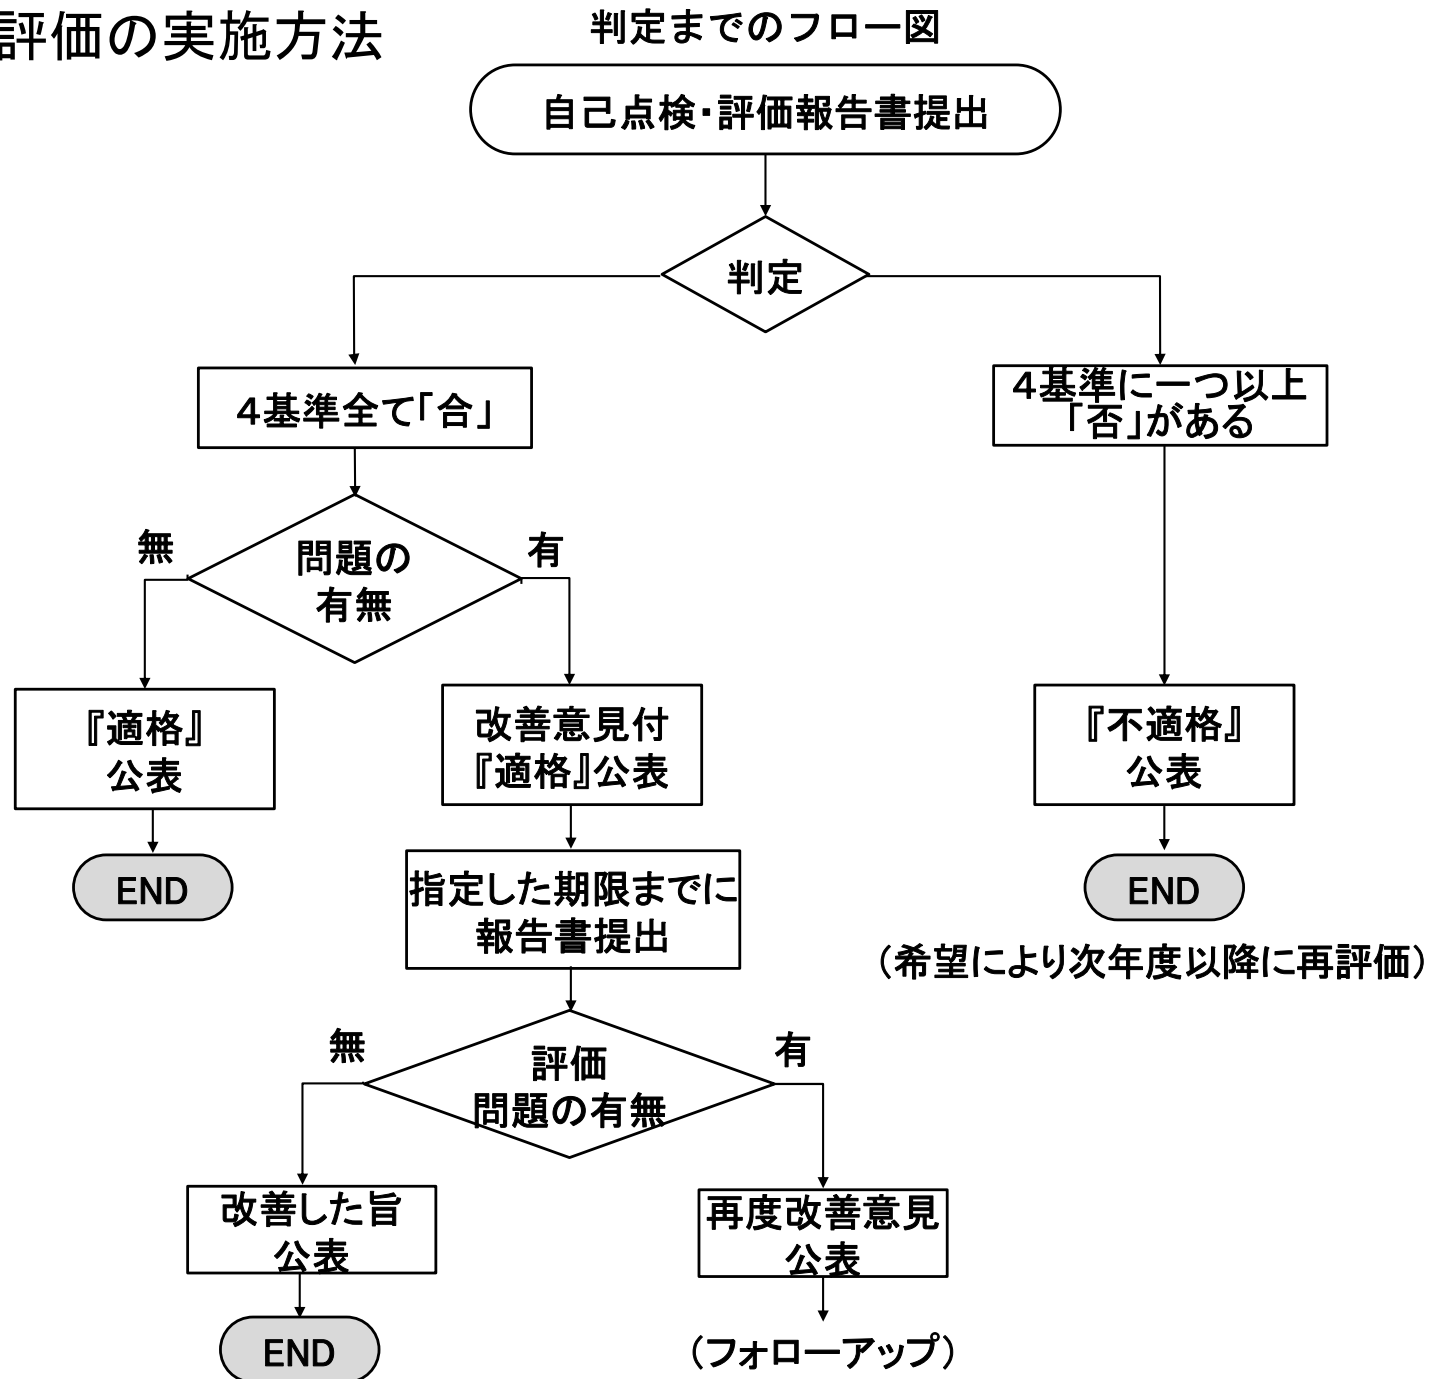 評価の実施方法
判定までのフロー図
自己点検・評価報告書提出
判定
4基準全て「合」
4基準に一つ以上
「否」がある
無
有
問題の
有無
『適格』
公表
改善意見付
『適格』公表
『不適格』
公表
END
指定した期限までに
報告書提出
END
(希望により次年度以降に再評価)
無
有
評価
問題の有無
改善した旨
公表
再度改善意見
公表
END
(フォローアップ)